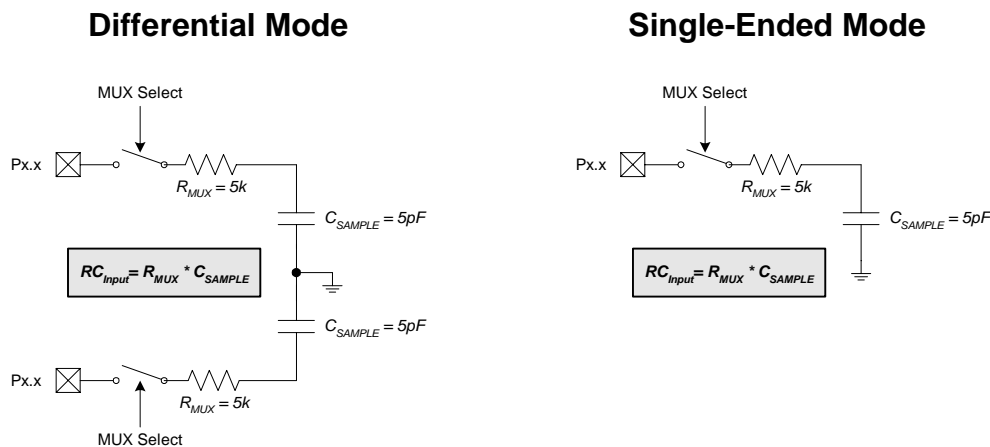 Differential Mode
MUX Select
Px.x
R_MUX = 5k
C_SAMPLE = 5pF
RC_Input = R_MUX * C_SAMPLE
C_SAMPLE = 5pF
Px.x
R_MUX = 5k
MUX Select
Single-Ended Mode
MUX Select
Px.x
R_MUX = 5k
C_SAMPLE = 5pF
RC_Input = R_MUX * C_SAMPLE